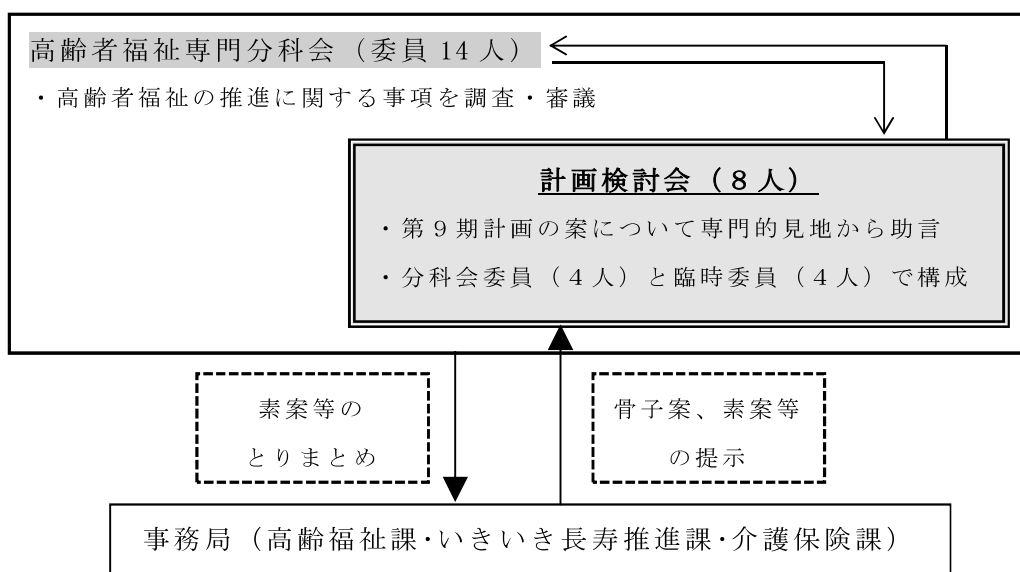 高齢者福祉専門分科会（委員 14 人）
・高齢者福祉の推進に関する事項を調査・審議
計画検討会（８人）
・第９期計画の案について専門的見地から助言
・分科会委員（４人）と臨時委員（４人）で構成
素案等の
とりまとめ
骨子案、素案等
の提示
事務局（高齢福祉課・いきいき長寿推進課・介護保険課）